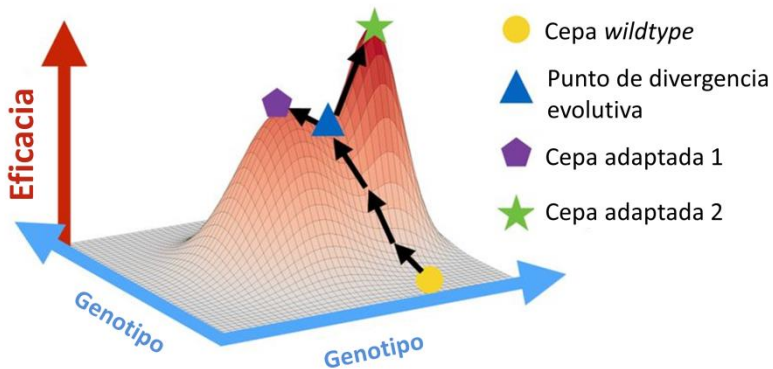 Eficacia
Genotipo
Genotipo
Cepa wildtype
Punto de divergencia
evolutiva
Cepa adaptada 1
Cepa adaptada 2